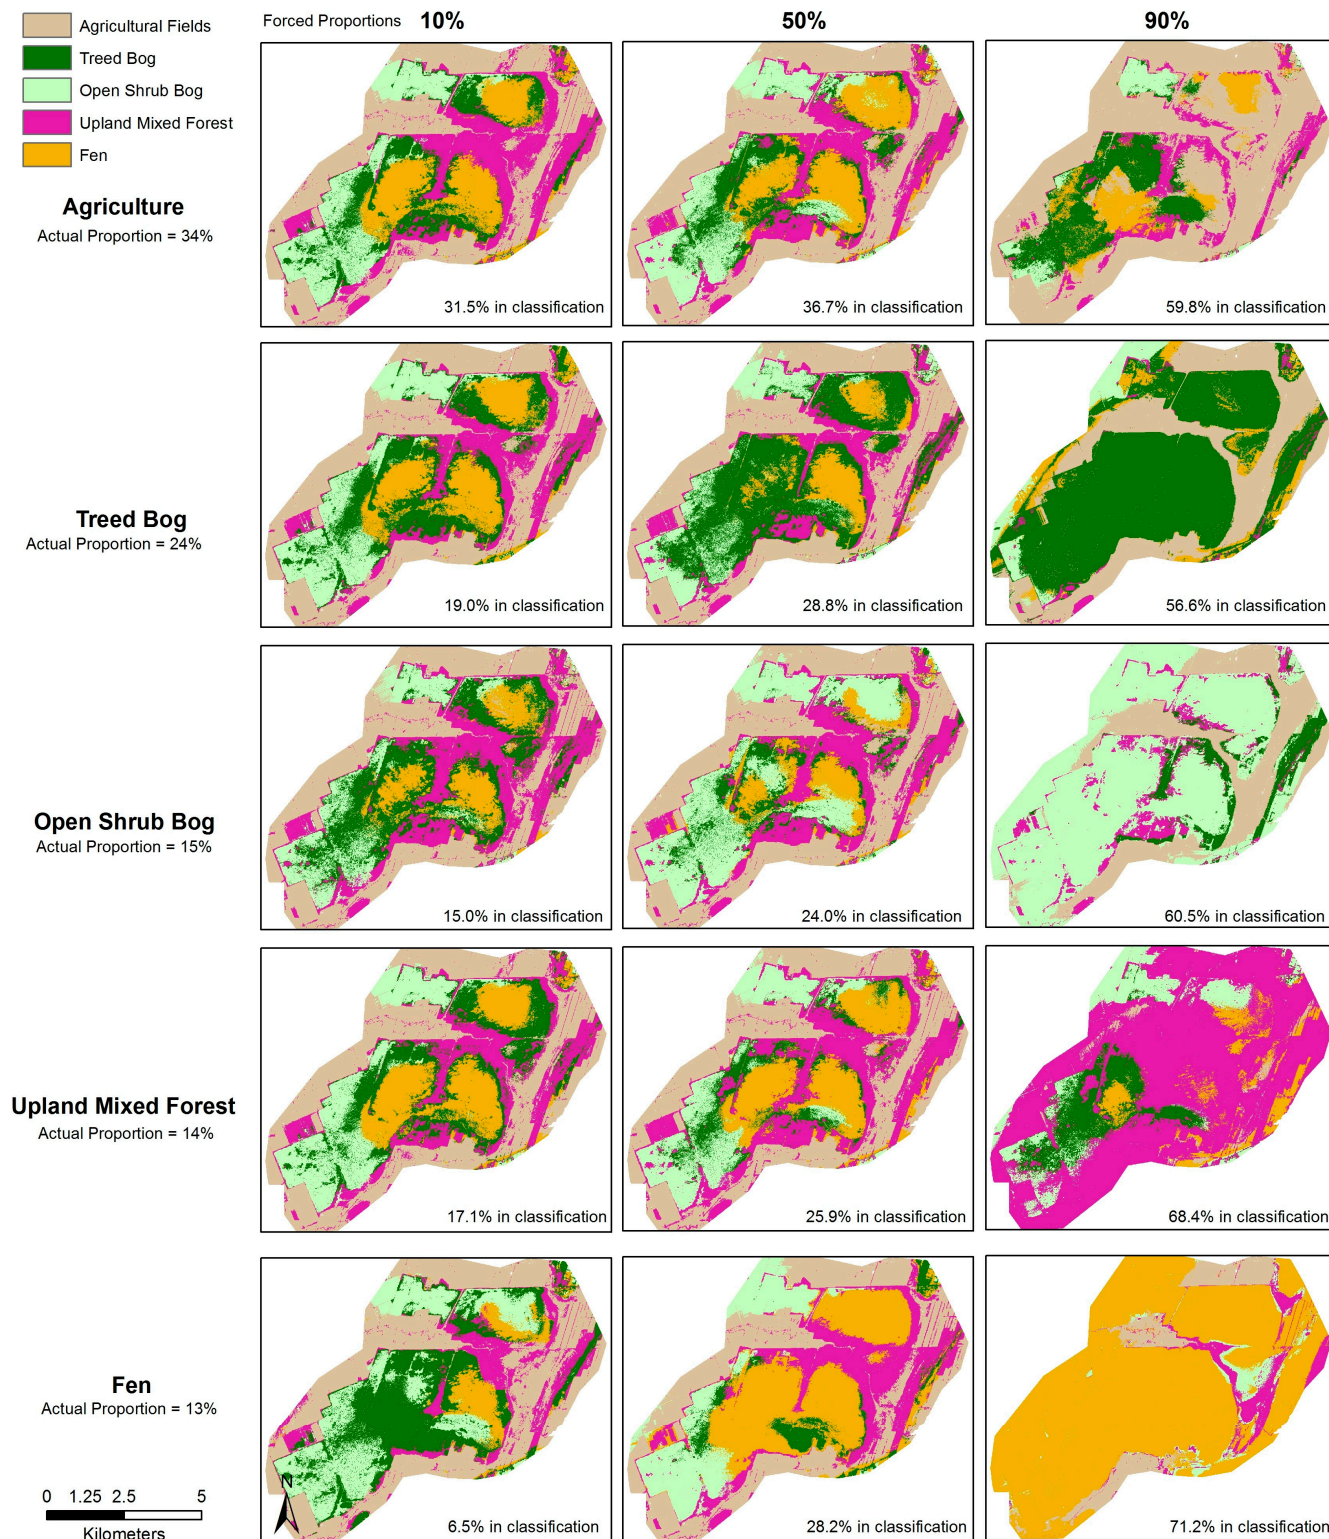 Agricultural Fields
Treed Bog
Open Shrub Bog
Upland Mixed Forest
Fen
Forced Proportions 10% 50% 90%
Agriculture
Actual Proportion = 34%
31.5% in classification
36.7% in classification
59.8% in classification
Treed Bog
Actual Proportion = 24%
19.0% in classification
28.8% in classification
56.6% in classification
Open Shrub Bog
Actual Proportion = 15%
15.0% in classification
24.0% in classification
60.5% in classification
Upland Mixed Forest
Actual Proportion = 14%
17.1% in classification
25.9% in classification
68.4% in classification
Fen
Actual Proportion = 13%
6.5% in classification
28.2% in classification
71.2% in classification
N
0 1.25 2.5 5
Kilometers